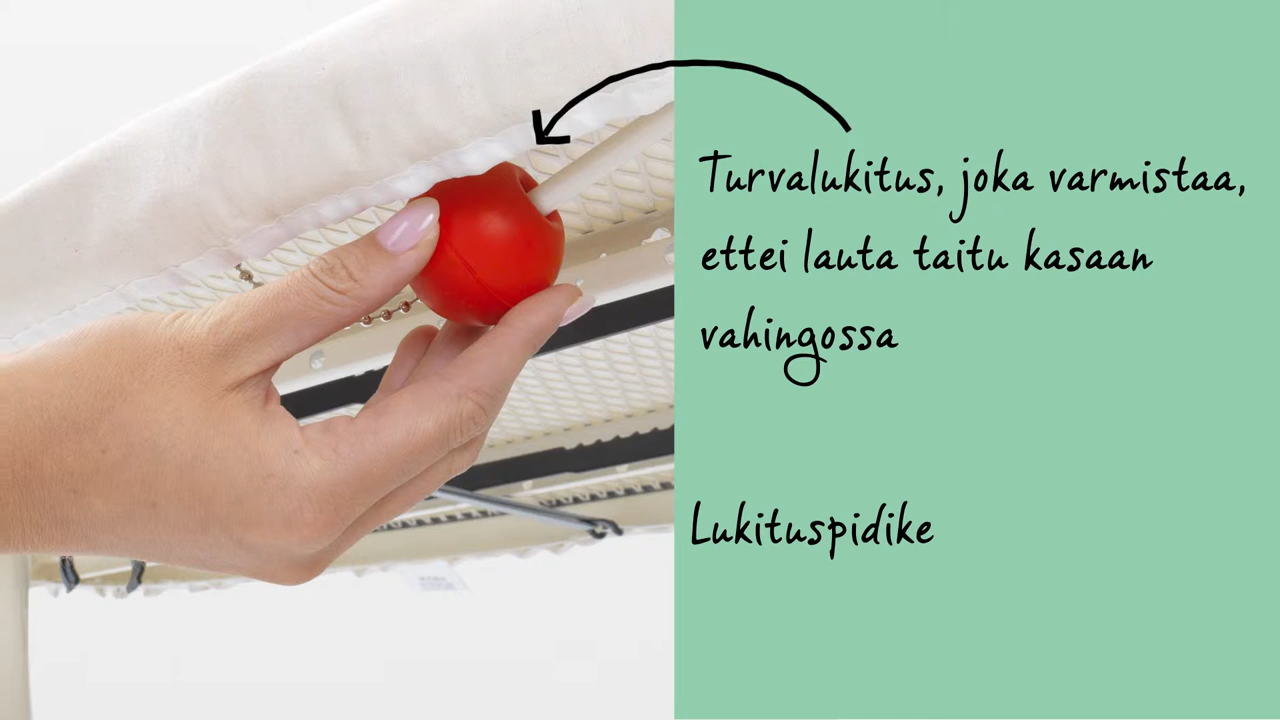 Turvalukitus, joka varmistaa,
ettei lauta taitu kasaan
vahingossa
Lukituspidike